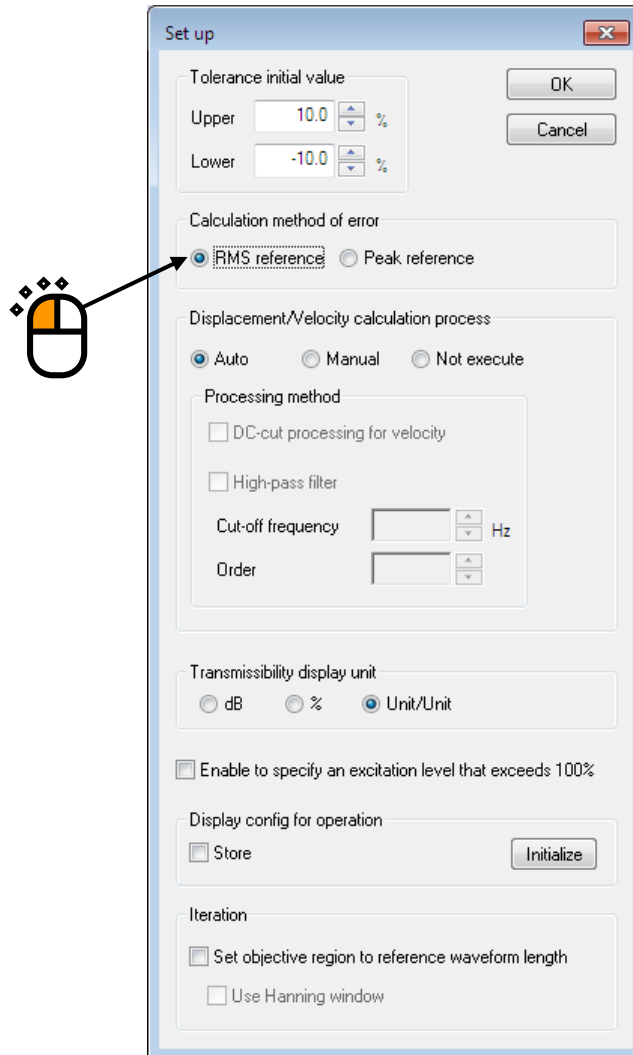 Set up
Tolerance initial value
OK
Upper 10.0 %
Cancel
Lower -10.0 %
Calculation method of error
RMS reference Peak reference
Displacement/Velocity calculation process
Auto Manual Not execute
Processing method
DC-cut processing for velocity
High-pass filter
Cut-off frequency Hz
Order
Transmissibility display unit
dB % Unit/Unit
Enable to specify an excitation level that exceeds 100%
Display config for operation
Store Initialize
Iteration
Set objective region to reference waveform length
Use Hanning window